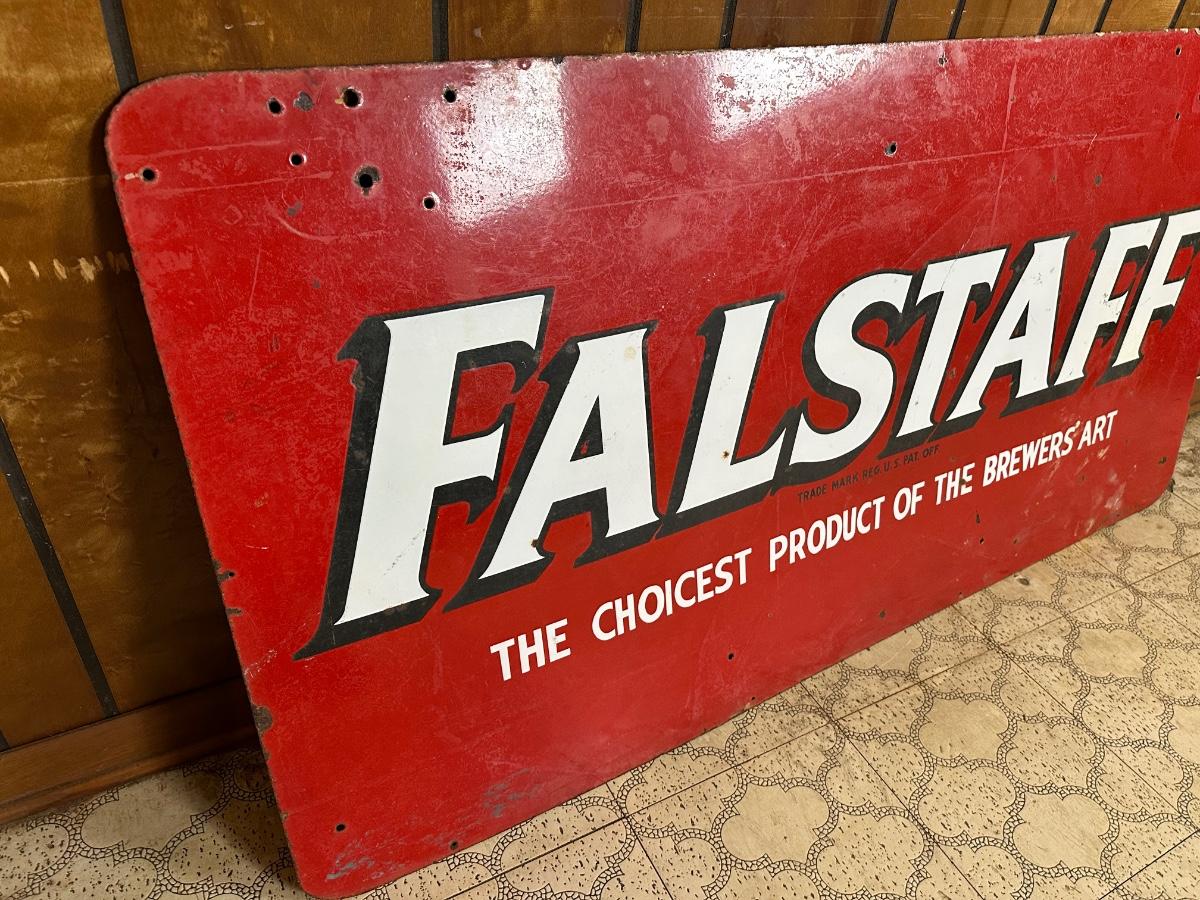 FALSTAFF
TRADE MARK REG. U.S. PAT. OFF.
THE CHOICEST PRODUCT OF THE BREWERS' ART